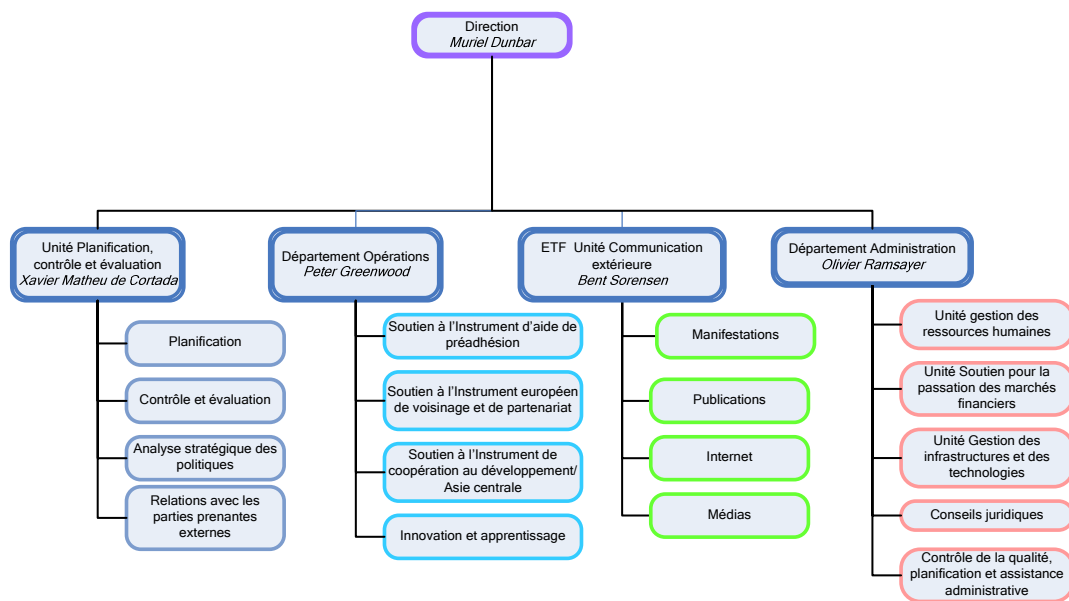 Direction
Muriel Dunbar
Unité Planification,
contrôle et évaluation
Xavier Matheu de Cortada
Planification
Contrôle et évaluation
Analyse stratégique des
politiques
Relations avec les
parties prenantes
externes
Département Opérations
Peter Greenwood
Soutien à l’Instrument d’aide de
préadhésion
Soutien à l’Instrument européen
de voisinage et de partenariat
Soutien à l’Instrument de
coopération au développement/
Asie centrale
Innovation et apprentissage
ETF Unité Communication
extérieure
Bent Sorensen
Manifestations
Publications
Internet
Médias
Département Administration
Olivier Ramsayer
Unité gestion des
ressources humaines
Unité Soutien pour la
passation des marchés
financiers
Unité Gestion des
infrastructures et des
technologies
Conseils juridiques
Contrôle de la qualité,
planification et assistance
administrative